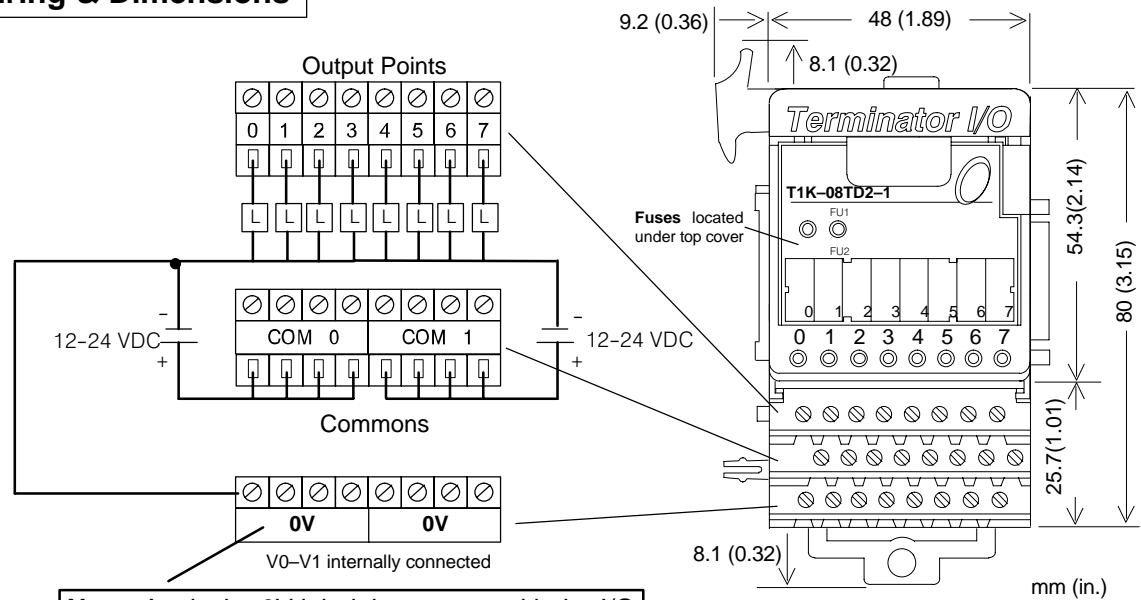 ring & Dimensions
Output Points
0 1 2 3 4 5 6 7
L L L L L L L L
−
12–24 VDC
+
COM 0 COM 1
−
12–24 VDC
+
Commons
0V 0V
V0–V1 internally connected
9.2 (0.36)
48 (1.89)
8.1 (0.32)
Terminator I/O
T1K–08TD2–1
FU1
FU2
Fuses located
under top cover
0 1 2 3 4 5 6 7
0 1 2 3 4 5 6 7
54.3(2.14)
80 (3.15)
25.7(1.01)
8.1 (0.32)
mm (in.)